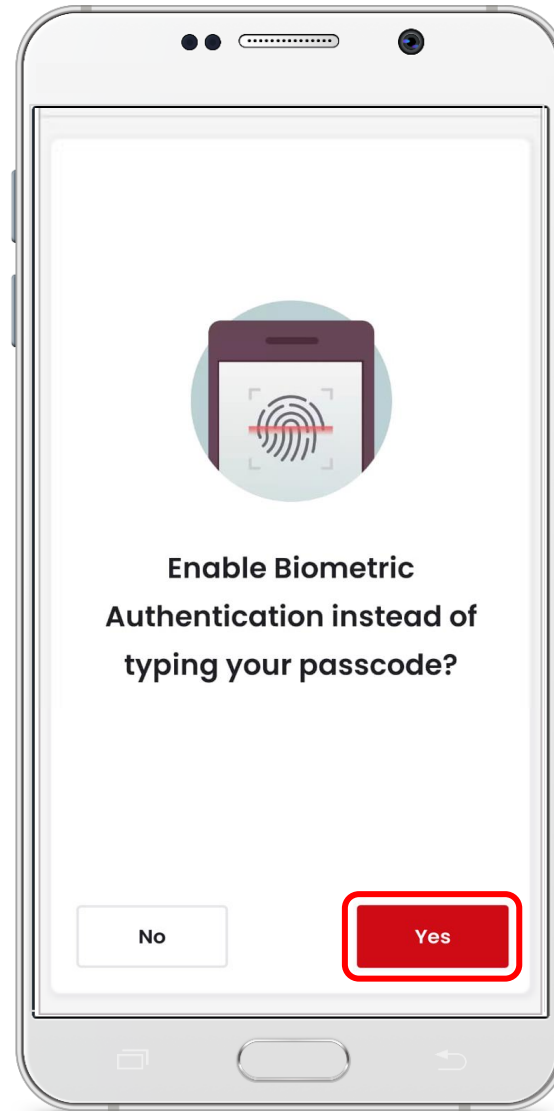 Enable Biometric
Authentication instead of
typing your passcode?
No
Yes